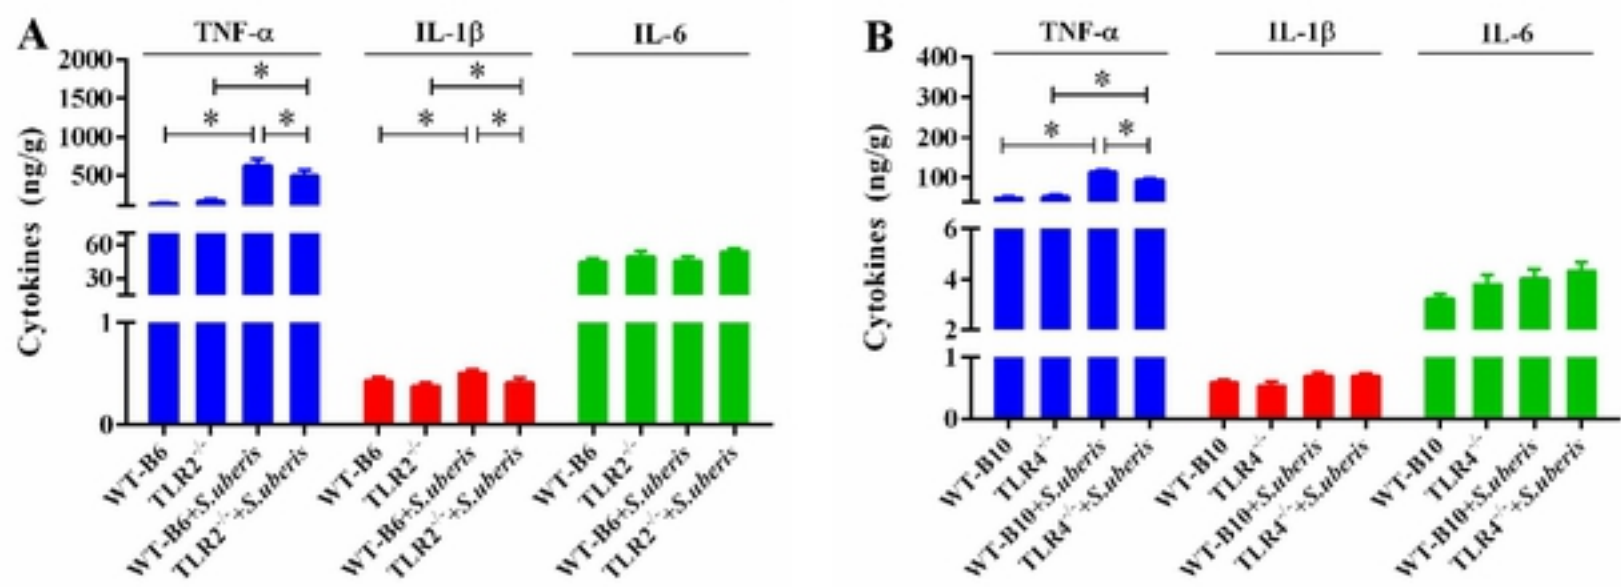 A
TNF-α
IL-1β
IL-6
Cytokines (ng/g)
2000
1500
1000
500
60
30
1
0
*
*
*
*
*
*
WT-B6
TLR2-/-
WT-B6+S.uberis
TLR2-/-+S.uberis
WT-B6
TLR2-/-
WT-B6+S.uberis
TLR2-/-+S.uberis
WT-B6
TLR2-/-
WT-B6+S.uberis
TLR2-/-+S.uberis
B
TNF-α
IL-1β
IL-6
Cytokines (ng/g)
400
300
200
100
6
4
2
1
0
*
*
*
WT-B10
TLR4-/-
WT-B10+S.uberis
TLR4-/-+S.uberis
WT-B10
TLR4-/-
WT-B10+S.uberis
TLR4-/-+S.uberis
WT-B10
TLR4-/-
WT-B10+S.uberis
TLR4-/-+S.uberis